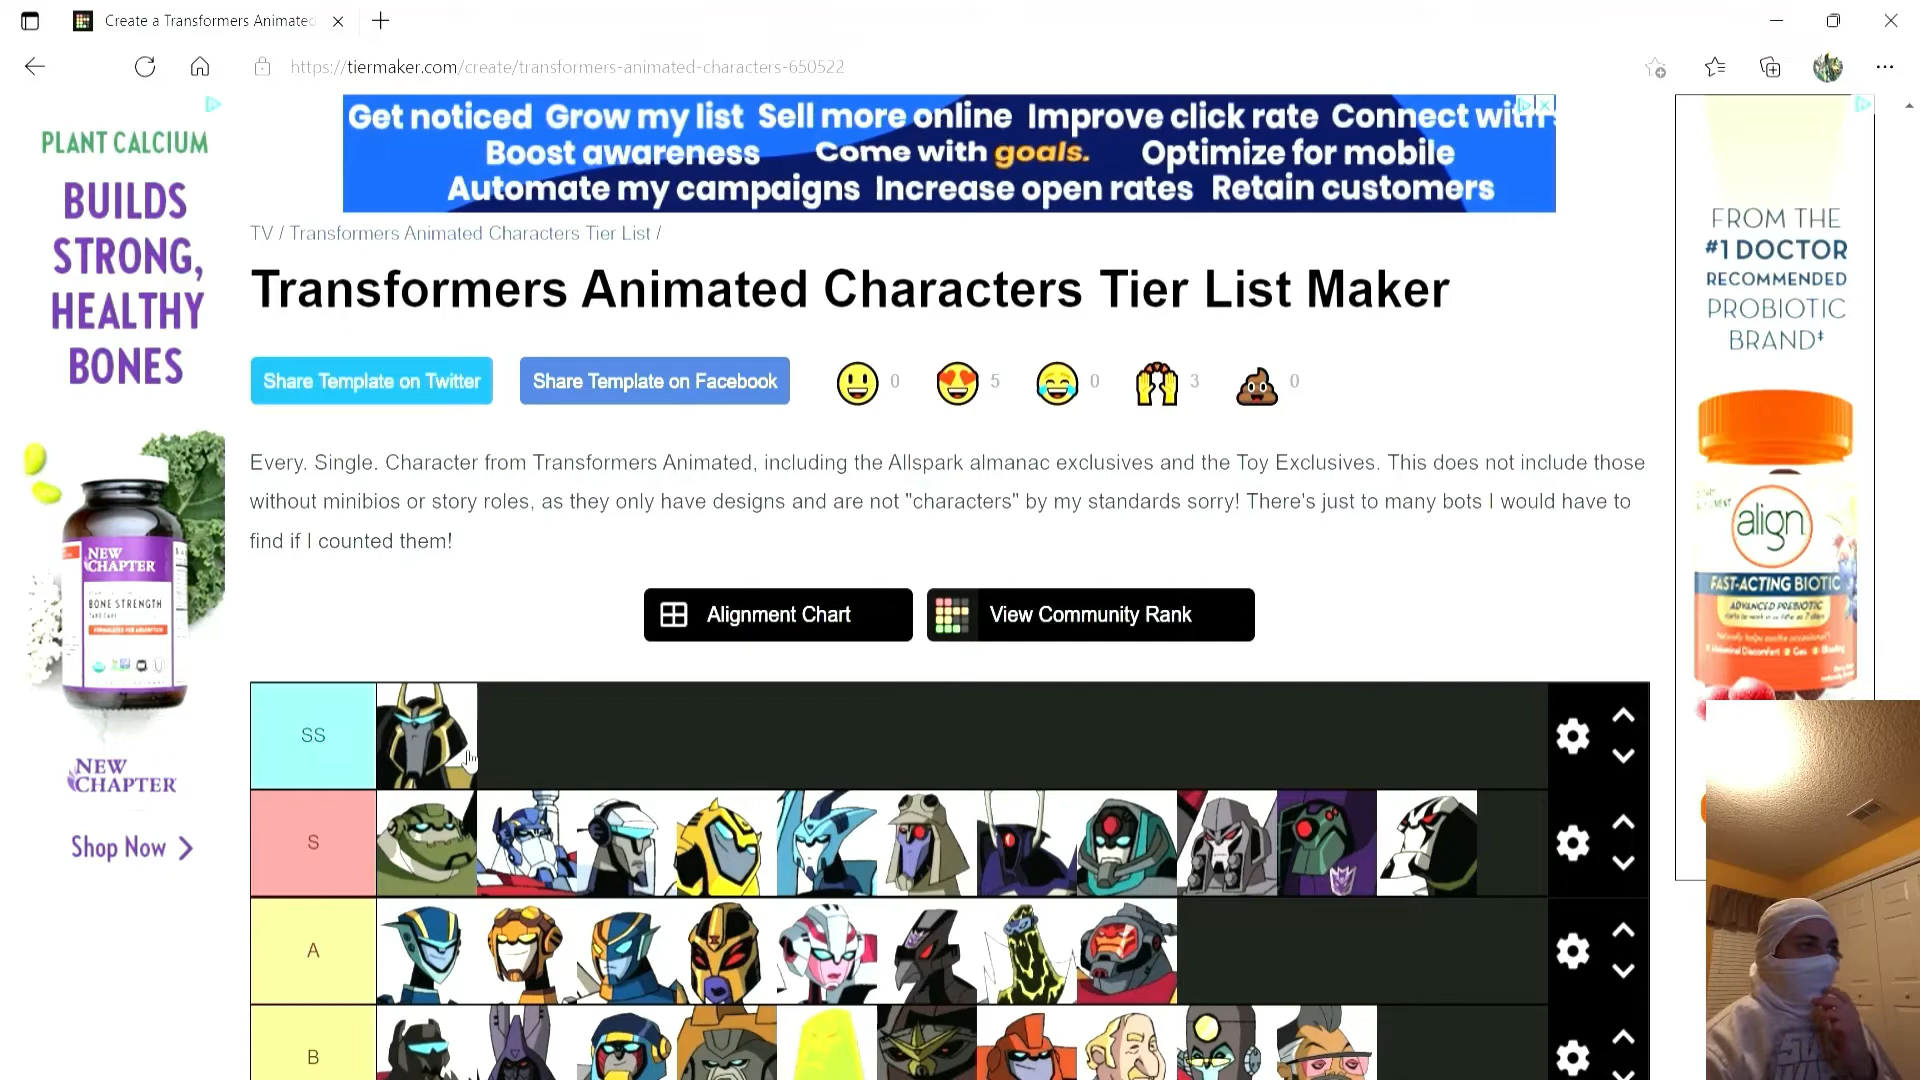 Create a Transformers Animated
https://tiermaker.com/create/transformers-animated-characters-650522
Get noticed Grow my list Sell more online Improve click rate Connect with
Boost awareness Come with goals. Optimize for mobile
Automate my campaigns Increase open rates Retain customers
PLANT CALCIUM
BUILDS
STRONG,
HEALTHY
BONES
NEW
CHAPTER
BONE STRENGTH
TAKE CARE
NEW
CHAPTER
Shop Now
TV / Transformers Animated Characters Tier List /
Transformers Animated Characters Tier List Maker
Share Template on Twitter
Share Template on Facebook
0
5
0
3
0
Every. Single. Character from Transformers Animated, including the Allspark almanac exclusives and the Toy Exclusives. This does not include those
without minibios or story roles, as they only have designs and are not "characters" by my standards sorry! There's just to many bots I would have to
find if I counted them!
Alignment Chart
View Community Rank
SS
S
A
B
FROM THE
#1 DOCTOR
RECOMMENDED
PROBIOTIC
BRAND‡
align
FAST-ACTING BIOTIC
ADVANCED PREBIOTIC